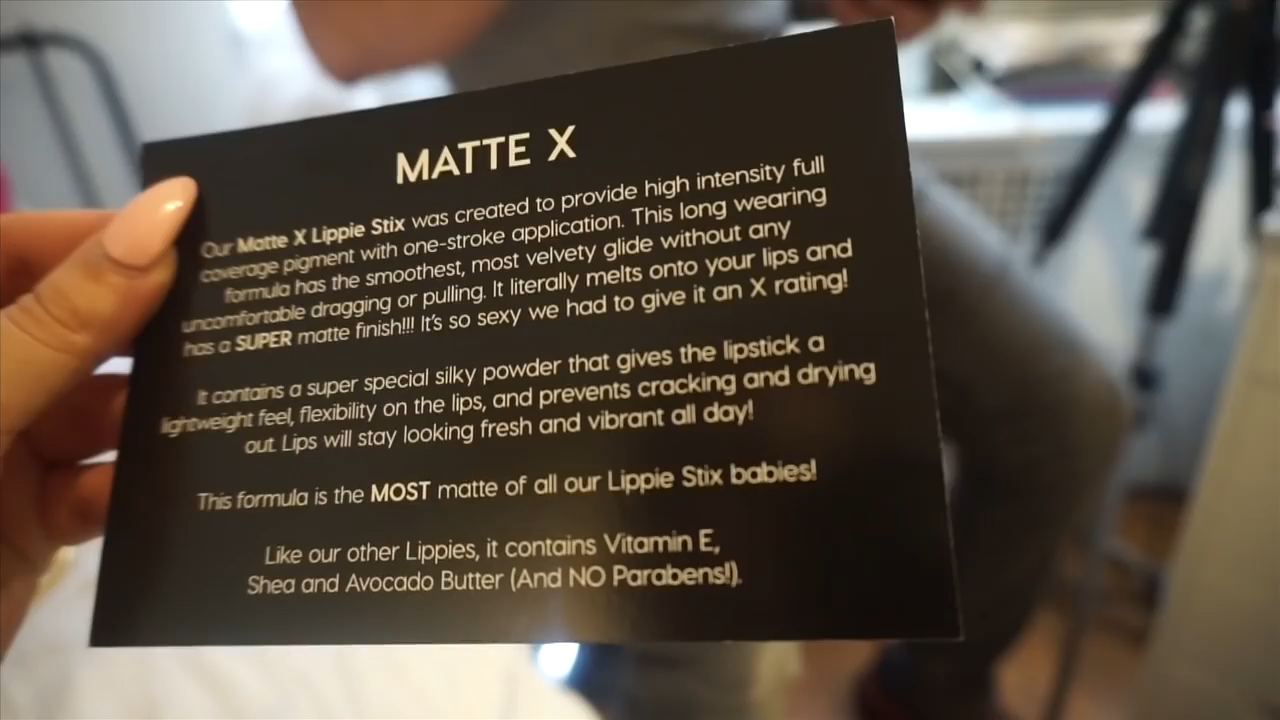 MATTE X
Our Matte X Lippie Stix was created to provide high intensity full
coverage pigment with one-stroke application. This long wearing
formula has the smoothest, most velvety glide without any
uncomfortable dragging or pulling. It literally melts onto your lips and
has a SUPER matte finish!!! It's so sexy we had to give it an X rating!
It contains a super special silky powder that gives the lipstick a
lightweight feel, flexibility on the lips, and prevents cracking and drying
out. Lips will stay looking fresh and vibrant all day!
This formula is the MOST matte of all our Lippie Stix babies!
Like our other Lippies, it contains Vitamin E,
Shea and Avocado Butter (And NO Parabens!).